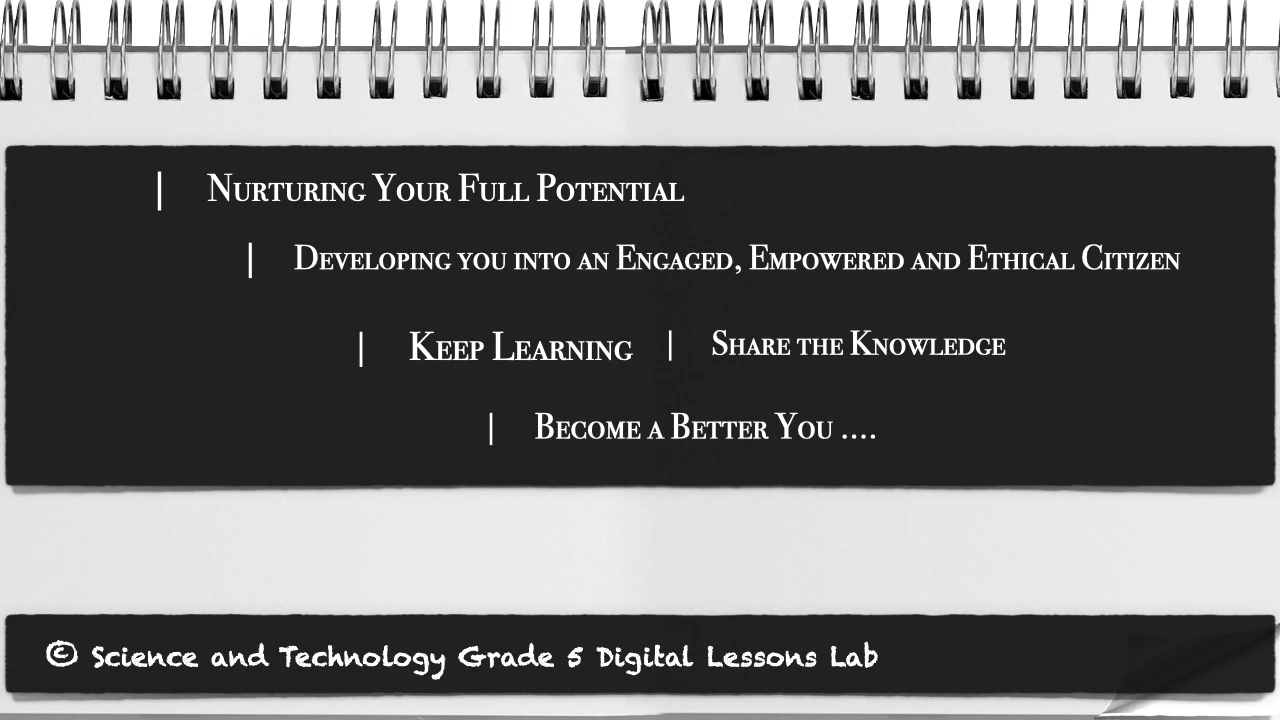 | Nurturing Your Full Potential
| Developing you into an Engaged, Empowered and Ethical Citizen
| Keep Learning | Share the Knowledge
| Become a Better You ....
© Science and Technology Grade 5 Digital Lessons Lab